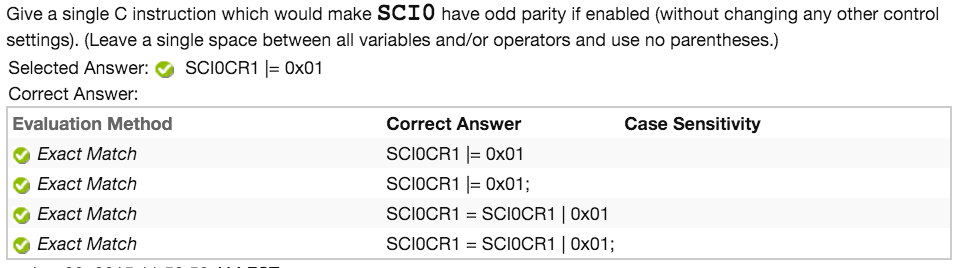 Give a single C instruction which would make SCI0 have odd parity if enabled (without changing any other control
settings). (Leave a single space between all variables and/or operators and use no parentheses.)
Selected Answer: SCI0CR1 |= 0x01
Correct Answer:
Evaluation Method Correct Answer Case Sensitivity
Exact Match SCI0CR1 |= 0x01
Exact Match SCI0CR1 |= 0x01;
Exact Match SCI0CR1 = SCI0CR1 | 0x01
Exact Match SCI0CR1 = SCI0CR1 | 0x01;